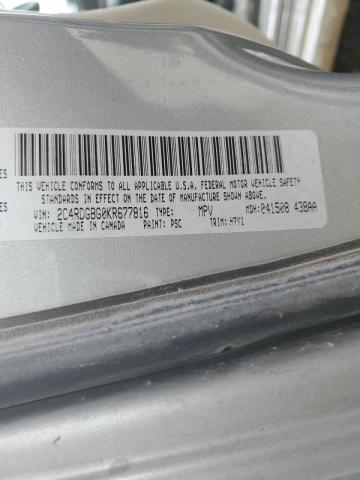 THIS VEHICLE CONFORMS TO ALL APPLICABLE U.S.A. FEDERAL MOTOR VEHICLE SAFETY
STANDARDS IN EFFECT ON THE DATE OF MANUFACTURE SHOWN ABOVE.
VIN: 2C4RDGBG0KR677816 TYPE: MPV MDH: 041508 438AA
VEHICLE MADE IN CANADA PAINT: PSC TRIM: H7X1